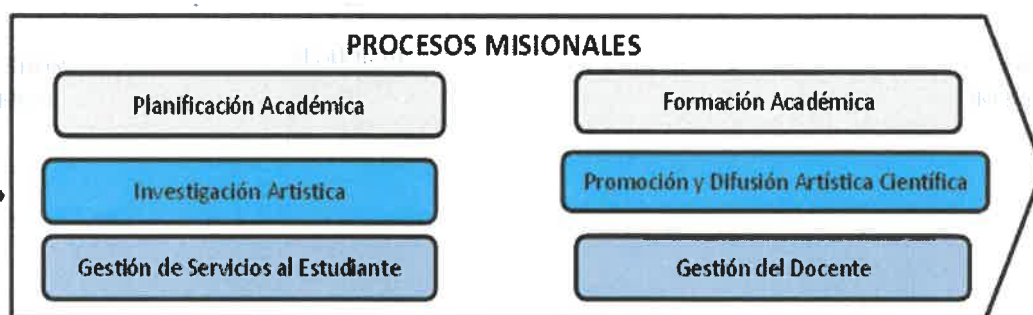 PROCESOS MISIONALES
Planificación Académica
Formación Académica
Investigación Artística
Promoción y Difusión Artística Científica
Gestión de Servicios al Estudiante
Gestión del Docente